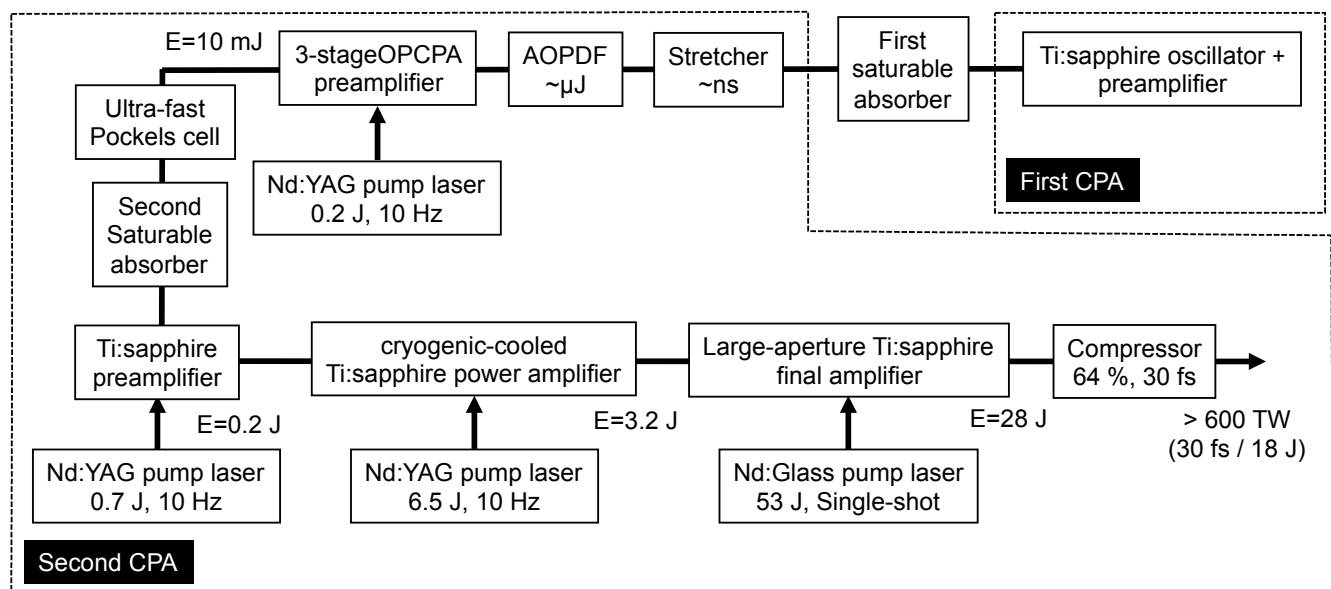 E=10 mJ
3-stageOPCPA
preamplifier
AOPDF
~μJ
Stretcher
~ns
First
saturable
absorber
Ti:sapphire oscillator +
preamplifier
First CPA
Ultra-fast
Pockels cell
Nd:YAG pump laser
0.2 J, 10 Hz
Second
Saturable
absorber
Ti:sapphire
preamplifier
cryogenic-cooled
Ti:sapphire power amplifier
Large-aperture Ti:sapphire
final amplifier
Compressor
64 %, 30 fs
E=0.2 J
E=3.2 J
E=28 J
> 600 TW
(30 fs / 18 J)
Nd:YAG pump laser
0.7 J, 10 Hz
Nd:YAG pump laser
6.5 J, 10 Hz
Nd:Glass pump laser
53 J, Single-shot
Second CPA